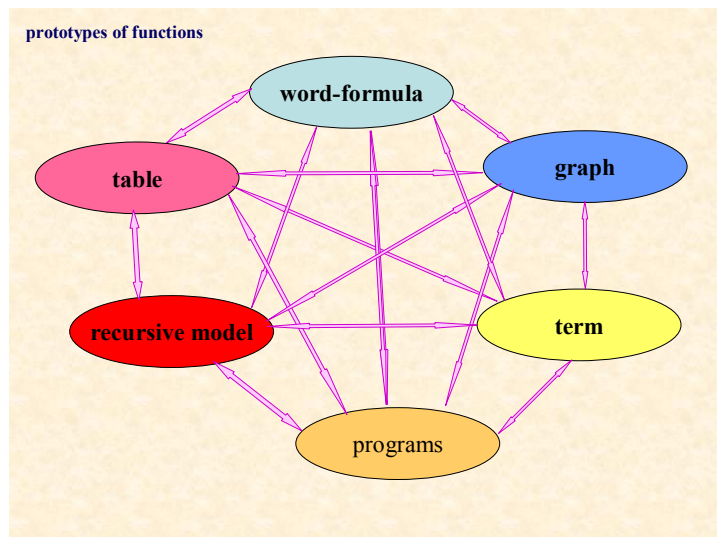 prototypes of functions
word-formula
table
graph
recursive model
term
programs